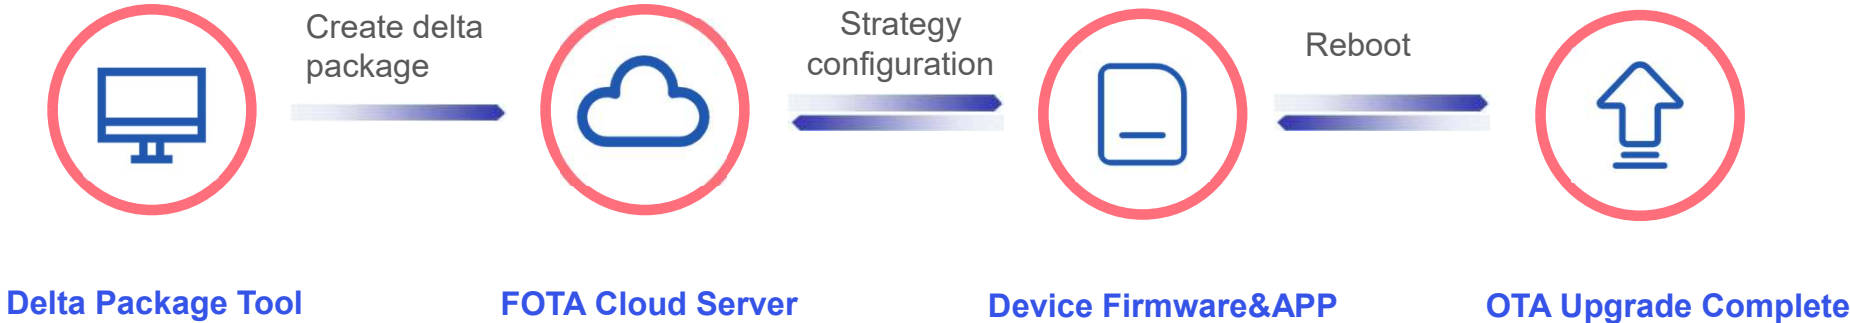 Create delta
package
Strategy
configuration
Reboot
Delta Package Tool
FOTA Cloud Server
Device Firmware&APP
OTA Upgrade Complete